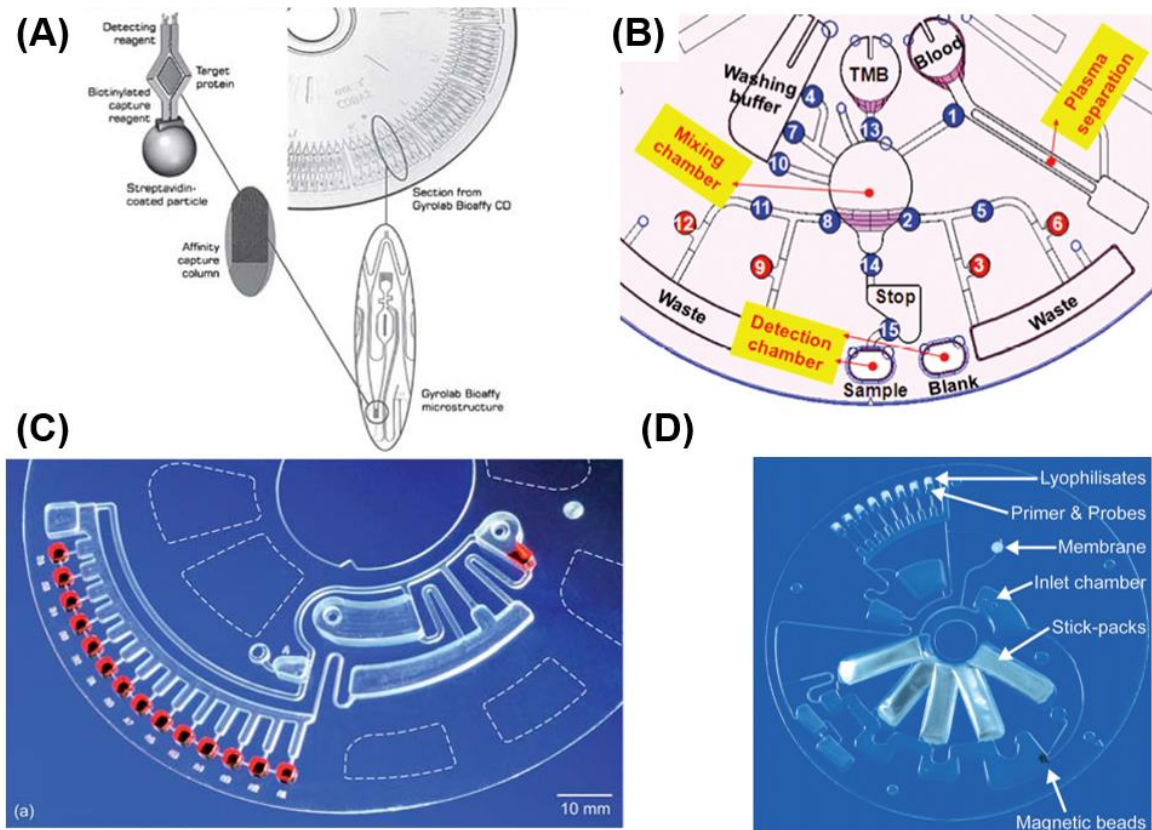 (A)
Detecting
reagent
Target
protein
Biotinylated
capture
reagent
Streptavidin-
coated particle
Affinity
capture
column
Section from
Gyrolab Bioaffy CD
Gyrolab Bioaffy
microstructure
(B)
Washing
buffer
TMB
Blood
Plasma
separation
Mixing
chamber
4
7
10
13
1
12
11
8
2
5
6
9
14
3
Waste
Stop
Waste
15
Detection
chamber
Sample
Blank
(C)
A
(a)
10 mm
(D)
Lyophilisates
Primer & Probes
Membrane
Inlet chamber
Stick-packs
Magnetic beads